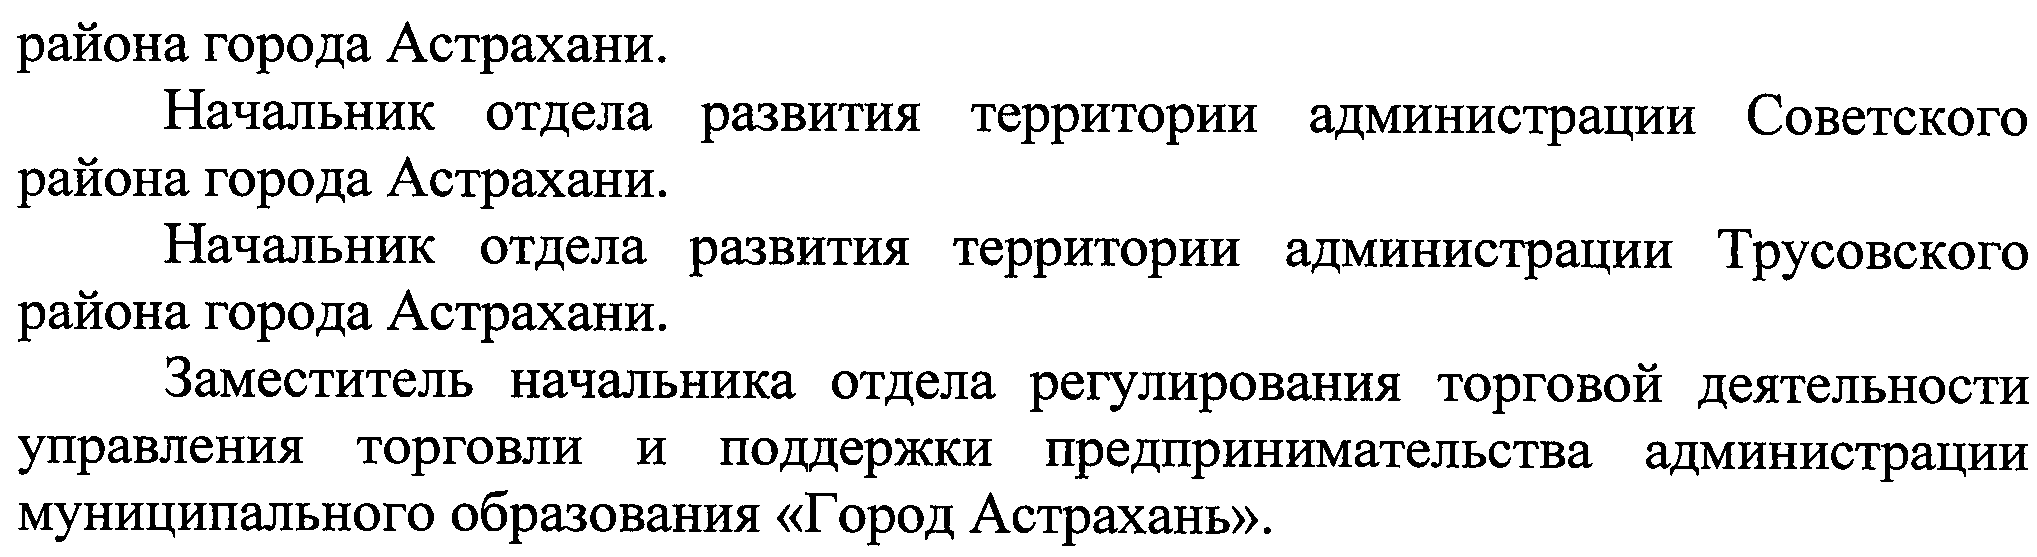 района города Астрахани.
Начальник отдела развития территории администрации Советского
района города Астрахани.
Начальник отдела развития территории администрации Трусовского
района города Астрахани.
Заместитель начальника отдела регулирования торговой деятельности
управления торговли и поддержки предпринимательства администрации
муниципального образования «Город Астрахань».